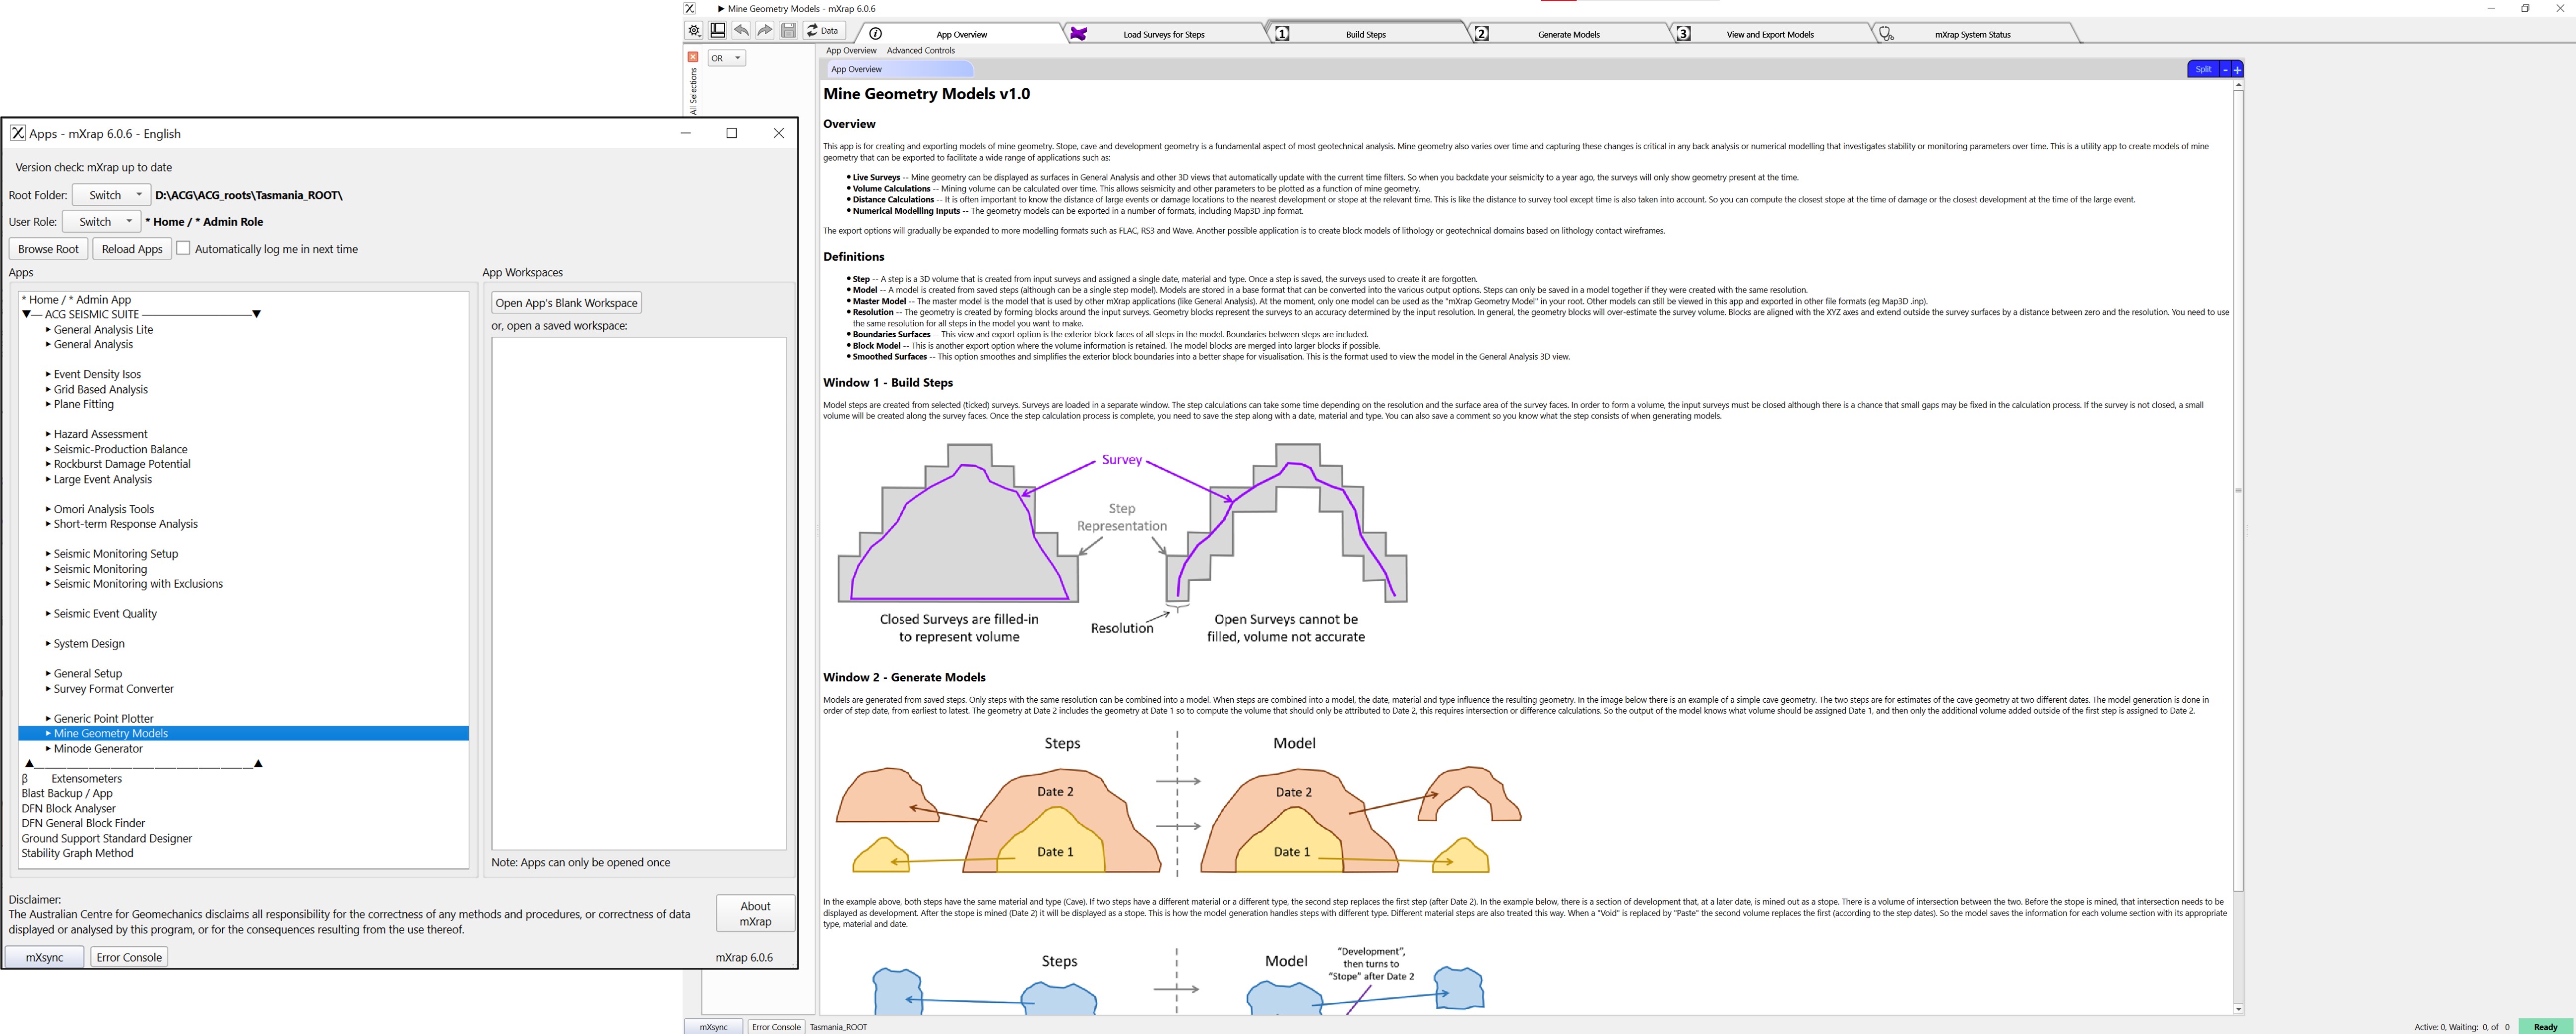 Apps - mXrap 6.0.6 - English
Version check: mXrap up to date
Root Folder: Switch D:\ACG\ACG_roots\Tasmania_ROOT\
User Role: Switch * Home / * Admin Role
Browse Root Reload Apps Automatically log me in next time
Apps
* Home / * Admin App
ACG SEISMIC SUITE
General Analysis Lite
General Analysis
Event Density Isos
Grid Based Analysis
Plane Fitting
Hazard Assessment
Seismic-Production Balance
Rockburst Damage Potential
Large Event Analysis
Omori Analysis Tools
Short-term Response Analysis
Seismic Monitoring Setup
Seismic Monitoring
Seismic Monitoring with Exclusions
Seismic Event Quality
System Design
General Setup
Survey Format Converter
Generic Point Plotter
Mine Geometry Models
Minode Generator
β Extensometers
Blast Backup / App
DFN Block Analyser
DFN General Block Finder
Ground Support Standard Designer
Stability Graph Method
App Workspaces
Open App's Blank Workspace
or, open a saved workspace:
Note: Apps can only be opened once
Disclaimer:
The Australian Centre for Geomechanics disclaims all responsibility for the correctness of any methods and procedures, or correctness of data
displayed or analysed by this program, or for the consequences resulting from the use thereof.
About
mXrap
mXsync Error Console mXrap 6.0.6
Mine Geometry Models - mXrap 6.0.6
Data
App Overview
Load Surveys for Steps
1 Build Steps
2 Generate Models
3 View and Export Models
mXrap System Status
All Selections
OR
App Overview Advanced Controls
App Overview
Split - +
Mine Geometry Models v1.0
Overview
This app is for creating and exporting models of mine geometry. Stope, cave and development geometry is a fundamental aspect of most geotechnical analysis. Mine geometry also varies over time and capturing these changes is critical in any back analysis or numerical modelling that investigates stability or monitoring parameters over time. This is a utility app to create models of mine
geometry that can be exported to facilitate a wide range of applications such as:
• Live Surveys -- Mine geometry can be displayed as surfaces in General Analysis and other 3D views that automatically update with the current time filters. So when you backdate your seismicity to a year ago, the surveys will only show geometry present at the time.
• Volume Calculations -- Mining volume can be calculated over time. This allows seismicity and other parameters to be plotted as a function of mine geometry.
• Distance Calculations -- It is often important to know the distance of large events or damage locations to the nearest development or stope at the relevant time. This is like the distance to survey tool except time is also taken into account. So you can compute the closest stope at the time of damage or the closest development at the time of the large event.
• Numerical Modelling Inputs -- The geometry models can be exported in a number of formats, including Map3D .inp format.
The export options will gradually be expanded to more modelling formats such as FLAC, RS3 and Wave. Another possible application is to create block models of lithology or geotechnical domains based on lithology contact wireframes.
Definitions
• Step -- A step is a 3D volume that is created from input surveys and assigned a single date, material and type. Once a step is saved, the surveys used to create it are forgotten.
• Model -- A model is created from saved steps (although can be a single step model). Models are stored in a base format that can be converted into the various output options. Steps can only be saved in a model together if they were created with the same resolution.
• Master Model -- The master model is the model that is used by other mXrap applications (like General Analysis). At the moment, only one model can be used as the "mXrap Geometry Model" in your root. Other models can still be viewed in this app and exported in other file formats (eg Map3D .inp).
• Resolution -- The geometry is created by forming blocks around the input surveys. Geometry blocks represent the surveys to an accuracy determined by the input resolution. In general, the geometry blocks will over-estimate the survey volume. Blocks are aligned with the XYZ axes and extend outside the survey surfaces by a distance between zero and the resolution. You need to use
the same resolution for all steps in the model you want to make.
• Boundaries Surfaces -- This view and export option is the exterior block faces of all steps in the model. Boundaries between steps are included.
• Block Model -- This is another export option where the volume information is retained. The model blocks are merged into larger blocks if possible.
• Smoothed Surfaces -- This option smoothes and simplifies the exterior block boundaries into a better shape for visualisation. This is the format used to view the model in the General Analysis 3D view.
Window 1 - Build Steps
Model steps are created from selected (ticked) surveys. Surveys are loaded in a separate window. The step calculations can take some time depending on the resolution and the surface area of the survey faces. In order to form a volume, the input surveys must be closed although there is a chance that small gaps may be fixed in the calculation process. If the survey is not closed, a small
volume will be created along the survey faces. Once the step calculation process is complete, you need to save the step along with a date, material and type. You can also save a comment so you know what the step consists of when generating models.
Survey
Step
Representation
Closed Surveys are filled-in
to represent volume
Resolution
Open Surveys cannot be
filled, volume not accurate
Window 2 - Generate Models
Models are generated from saved steps. Only steps with the same resolution can be combined into a model. When steps are combined into a model, the date, material and type influence the resulting geometry. In the image below there is an example of a simple cave geometry. The two steps are for estimates of the cave geometry at two different dates. The model generation is done in
order of step date, from earliest to latest. The geometry at Date 2 includes the geometry at Date 1 so to compute the volume that should only be attributed to Date 2, this requires intersection or difference calculations. So the output of the model knows what volume should be assigned Date 1, and then only the additional volume added outside of the first step is assigned to Date 2.
Steps Model
Date 2 Date 2
Date 1 Date 1
In the example above, both steps have the same material and type (Cave). If two steps have a different material or a different type, the second step replaces the first step (after Date 2). In the example below, there is a section of development that, at a later date, is mined out as a stope. There is a volume of intersection between the two. Before the stope is mined, that intersection needs to be
displayed as development. After the stope is mined (Date 2) it will be displayed as a stope. This is how the model generation handles steps with different type. Different material steps are also treated this way. When a "Void" is replaced by "Paste" the second volume replaces the first (according to the step dates). So the model saves the information for each volume section with its appropriate
type, material and date.
Steps Model
"Development",
then turns to
"Stope" after Date 2
mXsync Error Console Tasmania_ROOT
Active: 0, Waiting: 0, of 0 Ready